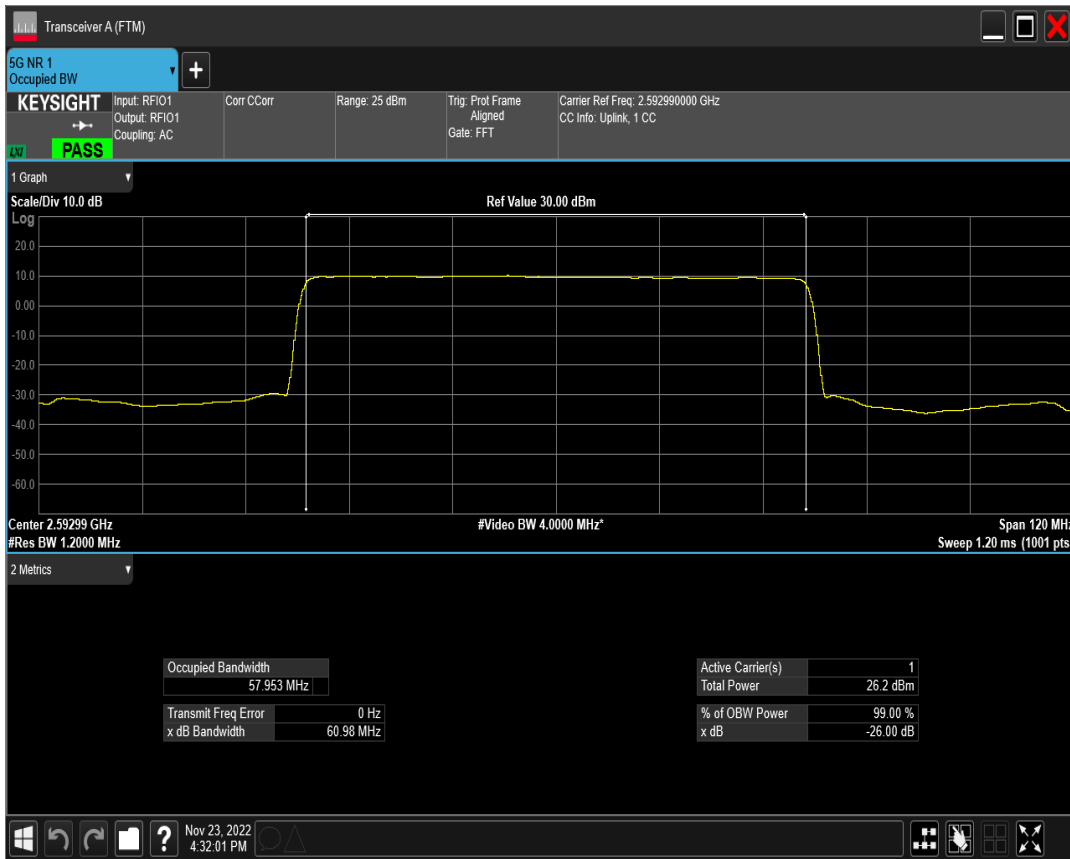 Transceiver A (FTM)
5G NR 1
Occupied BW
+
KEYSIGHT
LXI
PASS
Input: RFIO1
Output: RFIO1
Coupling: AC
Corr CCorr
Range: 25 dBm
Trig: Prot Frame
Aligned
Gate: FFT
Carrier Ref Freq: 2.592990000 GHz
CC Info: Uplink, 1 CC
1 Graph
Scale/Div 10.0 dB
Ref Value 30.00 dBm
Log
20.0
10.0
0.00
-10.0
-20.0
-30.0
-40.0
-50.0
-60.0
Center 2.59299 GHz
#Video BW 4.0000 MHz*
Span 120 MHz
#Res BW 1.2000 MHz
Sweep 1.20 ms (1001 pts
2 Metrics
Occupied Bandwidth
57.953 MHz
Transmit Freq Error 0 Hz
x dB Bandwidth 60.98 MHz
Active Carrier(s) 1
Total Power 26.2 dBm
% of OBW Power 99.00 %
x dB -26.00 dB
?
Nov 23, 2022
4:32:01 PM